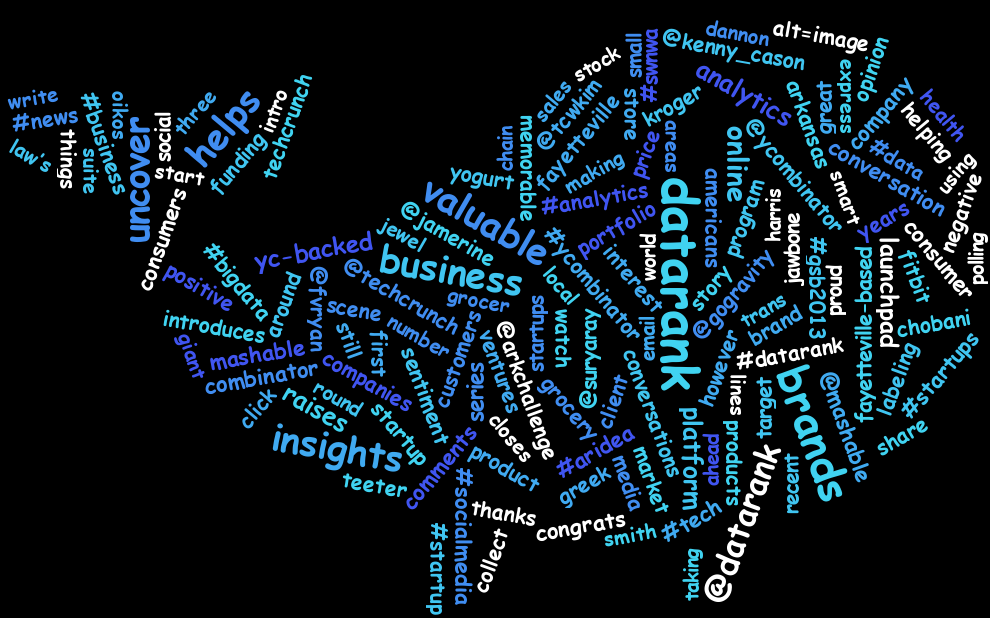 write
#news
law's
things
#business
suite
oikos
uncover
consumers
social
start
three
helps
funding
intro
techcrunch
positive
giant
introduces
#bigdata
around
mashable
combinator
click
yc-backed
@fvryan
scene
still
first
number
@techcrunch
jewel
@jamerine
valuable
business
grocer
customers
companies
round
raises
insights
teeter
startup
sentiment
comments
series
ventures
@arkchallenge
closes
product
#socialmedia
#startup
thanks
collect
congrats
yogurt
memorable
chain
sales
@tcwkim
stock
fayetteville
making
#analytics
portfolio
#ycombinator
local
watch
startups
grocery
@suryaray
client
greek
#aridea
media
market
conversations
smith
#tech
taking
small
store
#swnwa
kroger
price
areas
datarank
world
interest
email
dannon
@kenny_cason
alt=image
analytics
online
americans
program
story
@gogravity
however
harris
jawbone
trans
brand
#datarank
lines
target
products
ahead
platform
@datarank
recent
brands
@mashable
@ycombinator
arkansas
great
express
opinion
company
conversation
#data
helping
health
using
negative
polling
consumer
years
smart
proud
#gsb2013
fayetteville-based
launchpad
fitbit
chobani
labeling
#startups
share